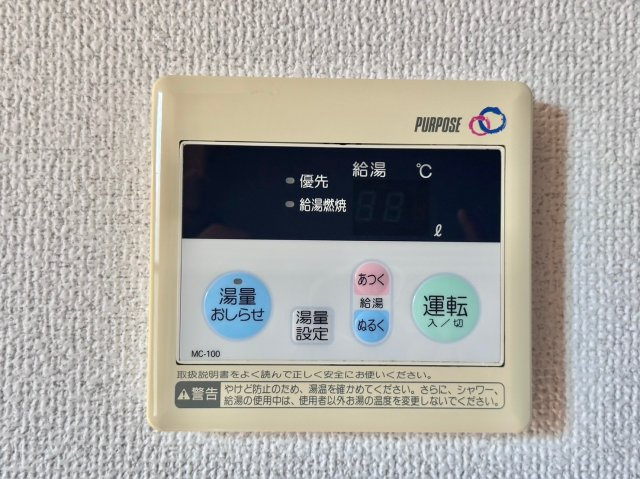 PURPOSE
給湯 ℃
優先
給湯燃焼
ℓ
湯量
おしらせ
湯量
設定
あつく
給湯
ぬるく
運転
入/切
MC-100
取扱説明書をよく読んで正しく安全にお使いください。
警告
やけど防止のため、湯温を確かめてください。さらに、シャワー、
給湯の使用中は、使用者以外お湯の温度を変更しないでください。